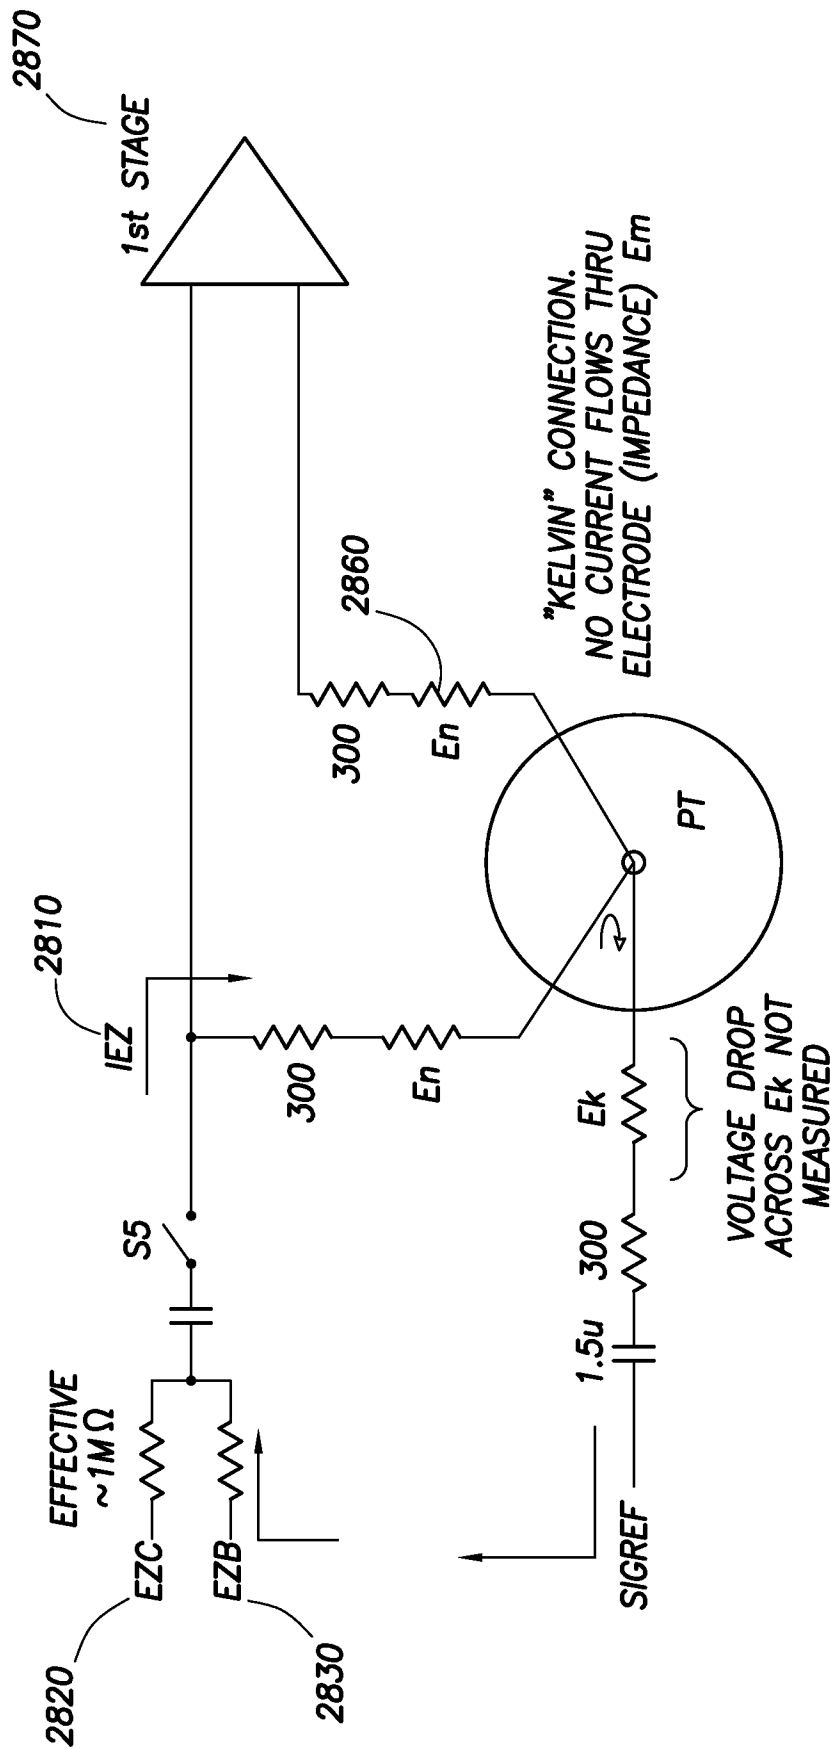 2870
1st STAGE
2810
IEZ
S5
EFFECTIVE
~1MΩ
EZC
EZB
2820
2830
300
En
300
En
2860
"KELVIN" CONNECTION.
NO CURRENT FLOWS THRU
ELECTRODE (IMPEDANCE) Em
PT
Ek
300
1.5u
SIGREF
VOLTAGE DROP
ACROSS Ek NOT
MEASURED